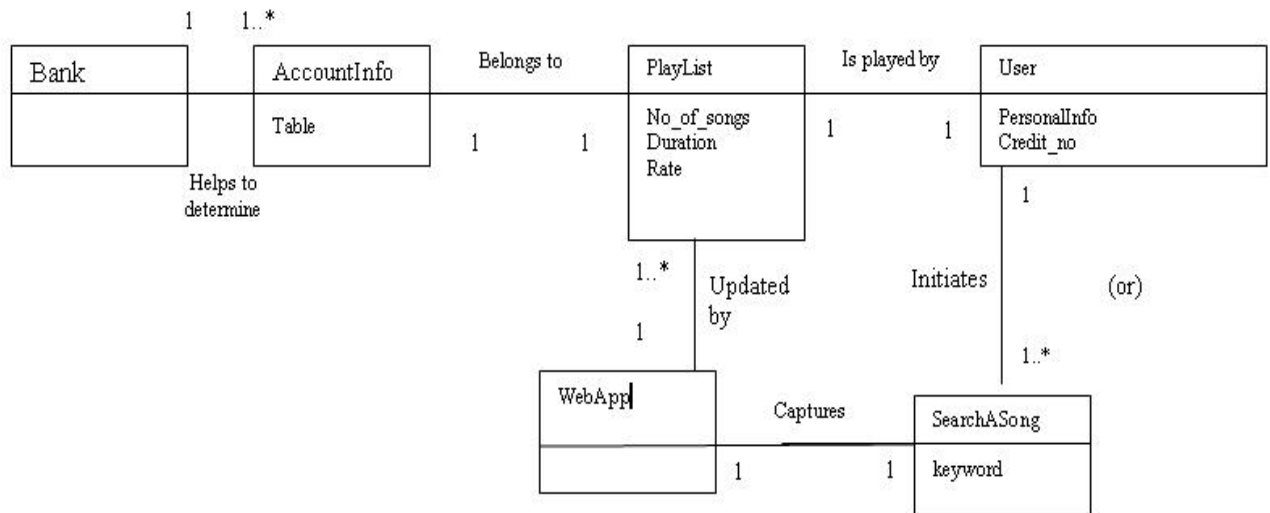 1 1..*
Bank
AccountInfo
Table
Helps to
determine
Belongs to
1 1
PlayList
No_of_songs
Duration
Rate
Is played by
1 1
User
PersonalInfo
Credit_no
1
Initiates
(or)
1..*
1..*
Updated
by
1
WebApp
Captures
1 1
SearchASong
keyword